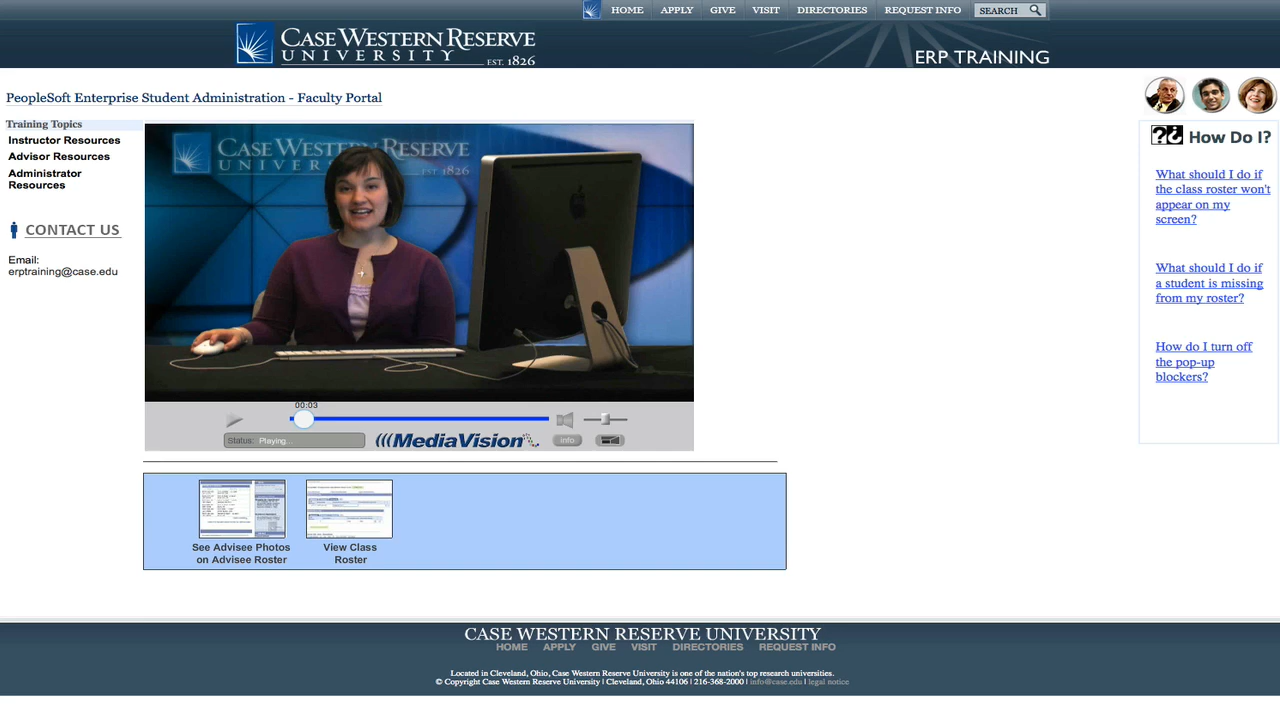 HOME APPLY GIVE VISIT DIRECTORIES REQUEST INFO SEARCH
CASE WESTERN RESERVE
UNIVERSITY EST. 1826
ERP TRAINING
PeopleSoft Enterprise Student Administration - Faculty Portal
Training Topics
Instructor Resources
Advisor Resources
Administrator
Resources
CONTACT US
Email:
erptraining@case.edu
CASE WESTERN RESERVE
UNIVER EST. 1826
00:03
Status: Playing...
(((MediaVision
info
See Advisee Photos
on Advisee Roster
View Class
Roster
?¿ How Do I?
What should I do if
the class roster won't
appear on my
screen?
What should I do if
a student is missing
from my roster?
How do I turn off
the pop-up
blockers?
CASE WESTERN RESERVE UNIVERSITY
HOME APPLY GIVE VISIT DIRECTORIES REQUEST INFO
Located in Cleveland, Ohio, Case Western Reserve University is one of the nation's top research universities.
© Copyright Case Western Reserve University | Cleveland, Ohio 44106 | 216-368-2000 | info@case.edu | legal notice